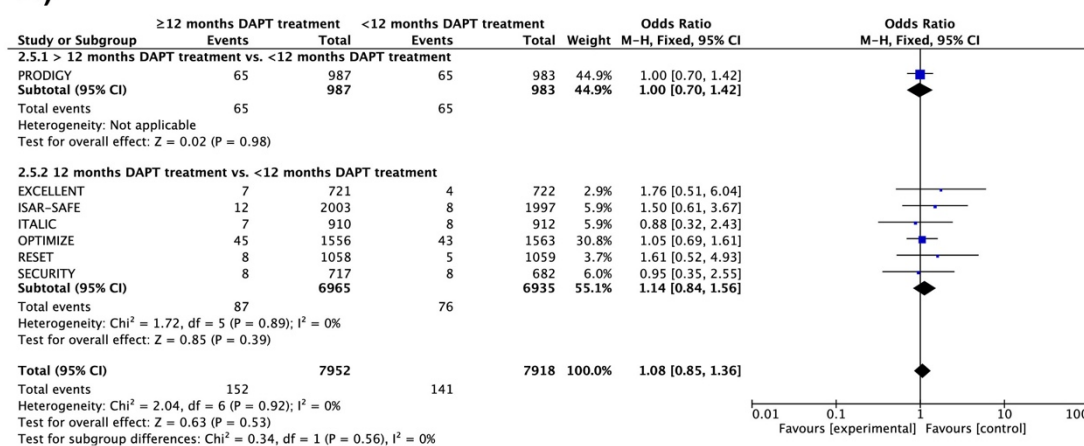 ≥12 months DAPT treatment <12 months DAPT treatment Odds Ratio Odds Ratio
Study or Subgroup Events Total Events Total Weight M-H, Fixed, 95% CI M-H, Fixed, 95% CI
2.5.1 > 12 months DAPT treatment vs. <12 months DAPT treatment
PRODIGY 65 987 65 983 44.9% 1.00 [0.70, 1.42]
Subtotal (95% CI) 987 983 44.9% 1.00 [0.70, 1.42]
Total events 65 65
Heterogeneity: Not applicable
Test for overall effect: Z = 0.02 (P = 0.98)
2.5.2 12 months DAPT treatment vs. <12 months DAPT treatment
EXCELLENT 7 721 4 722 2.9% 1.76 [0.51, 6.04]
ISAR-SAFE 12 2003 8 1997 5.9% 1.50 [0.61, 3.67]
ITALIC 7 910 8 912 5.9% 0.88 [0.32, 2.43]
OPTIMIZE 45 1556 43 1563 30.8% 1.05 [0.69, 1.61]
RESET 8 1058 5 1059 3.7% 1.61 [0.52, 4.93]
SECURITY 8 717 8 682 6.0% 0.95 [0.35, 2.55]
Subtotal (95% CI) 6965 6935 55.1% 1.14 [0.84, 1.56]
Total events 87 76
Heterogeneity: Chi² = 1.72, df = 5 (P = 0.89); I² = 0%
Test for overall effect: Z = 0.85 (P = 0.39)
Total (95% CI) 7952 7918 100.0% 1.08 [0.85, 1.36]
Total events 152 141
Heterogeneity: Chi² = 2.04, df = 6 (P = 0.92); I² = 0%
Test for overall effect: Z = 0.63 (P = 0.53)
Test for subgroup differences: Chi² = 0.34, df = 1 (P = 0.56), I² = 0%
0.01 0.1 1 10 100
Favours [experimental] Favours [control]